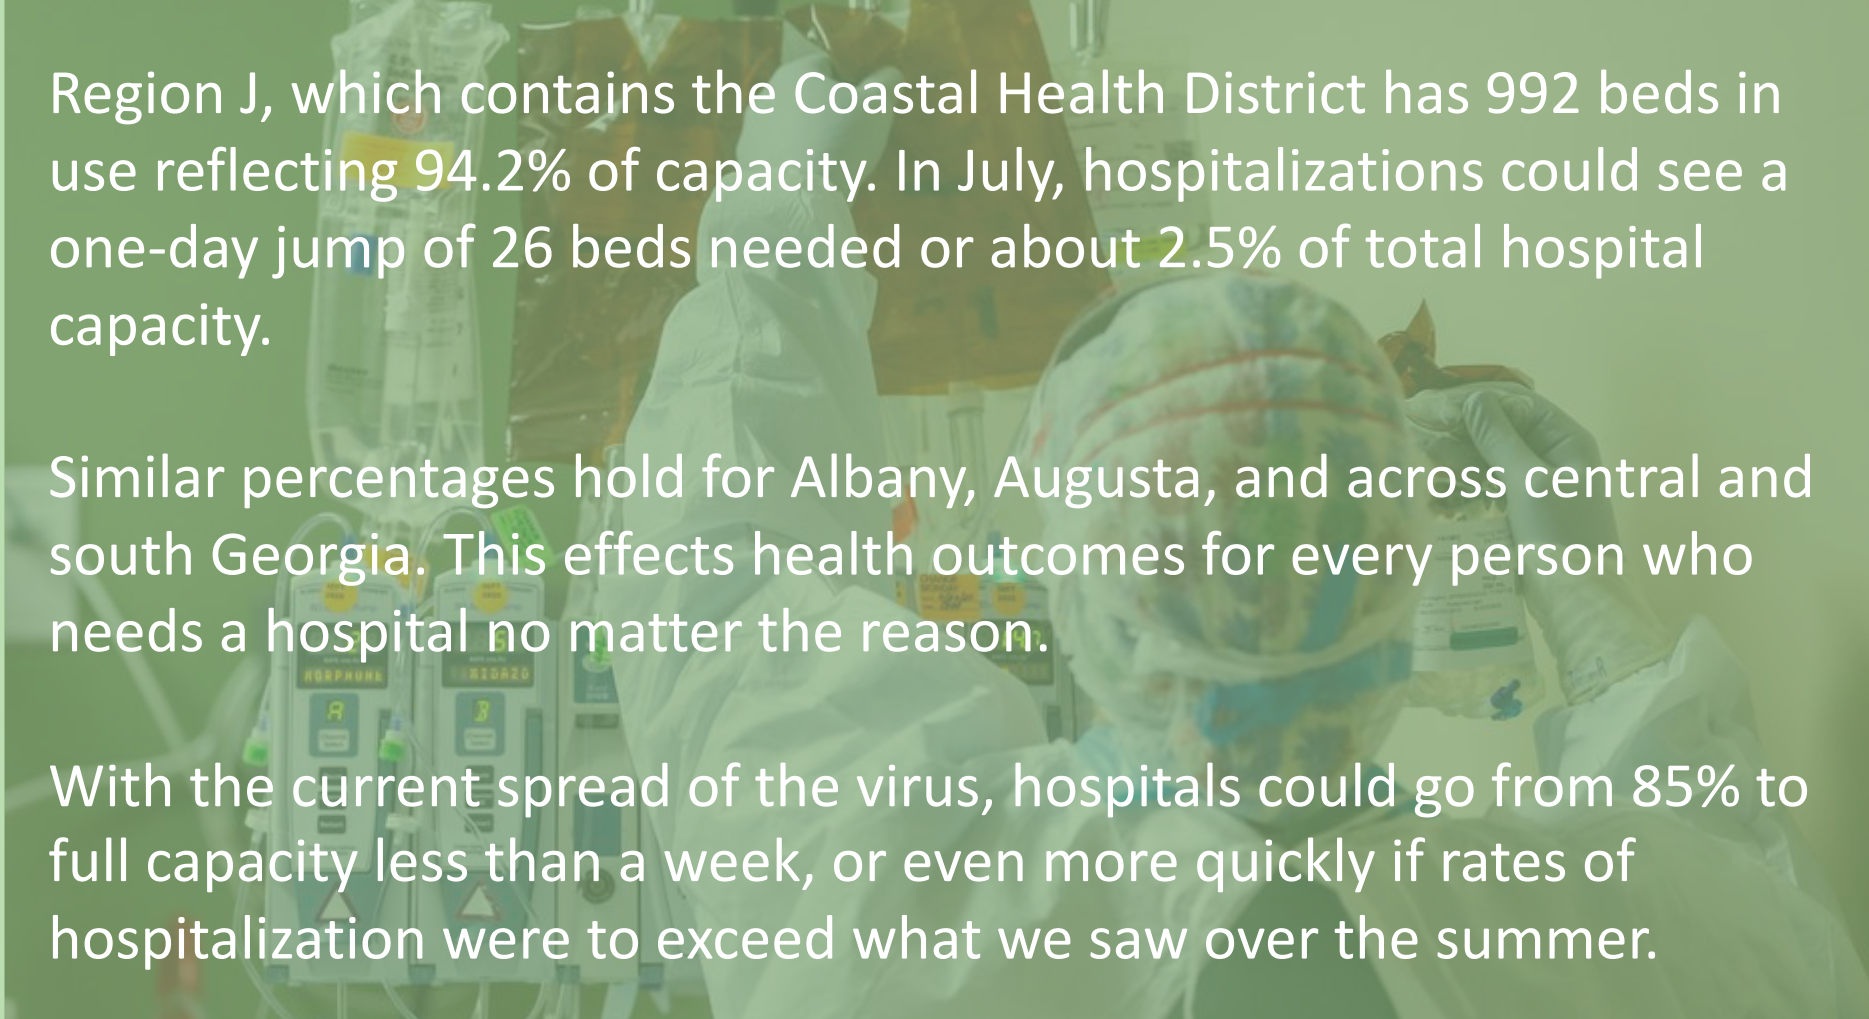 Region J, which contains the Coastal Health District has 992 beds in
use reflecting 94.2% of capacity. In July, hospitalizations could see a
one-day jump of 26 beds needed or about 2.5% of total hospital
capacity.
Similar percentages hold for Albany, Augusta, and across central and
south Georgia. This effects health outcomes for every person who
needs a hospital no matter the reason.
With the current spread of the virus, hospitals could go from 85% to
full capacity less than a week, or even more quickly if rates of
hospitalization were to exceed what we saw over the summer.
MORPHINE
MIDAZO
A
B